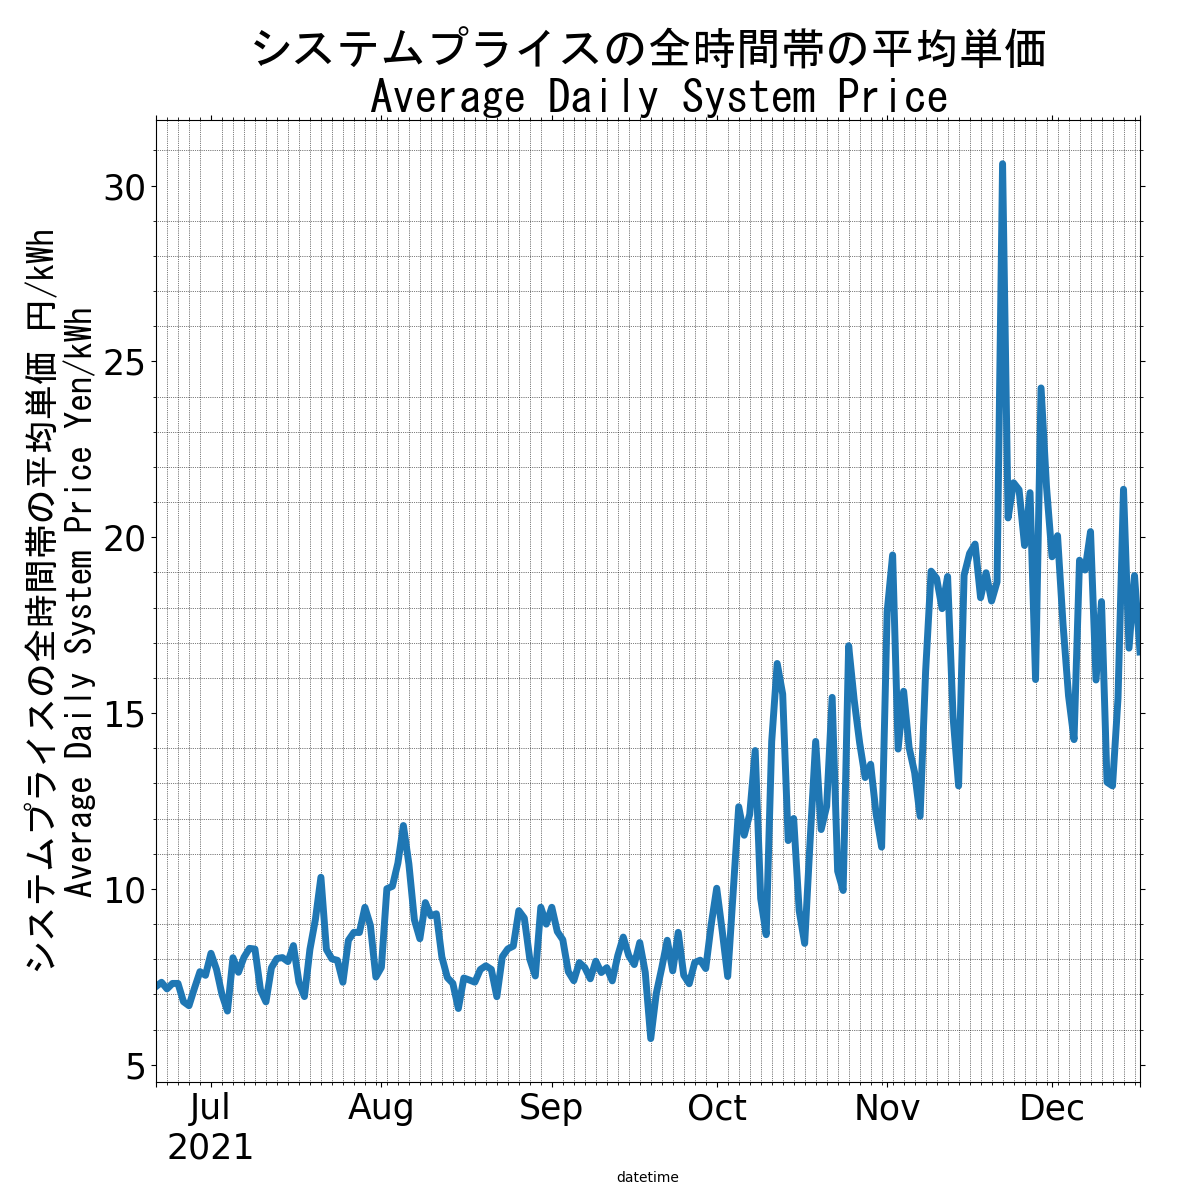 システムプライスの全時間帯の平均単価
Average Daily System Price
システムプライスの全時間帯の平均単価 円/kWh
Average Daily System Price Yen/kWh
30
25
20
15
10
5
Jul
2021
Aug
Sep
Oct
Nov
Dec
datetime